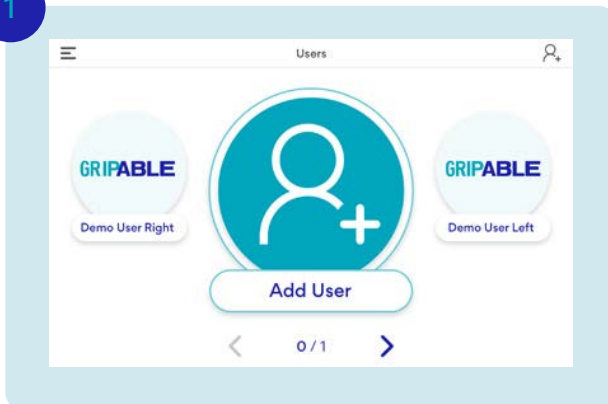 1
Users
GRIPABLE
GRIPABLE
Demo User Right
Demo User Left
Add User
0 / 1